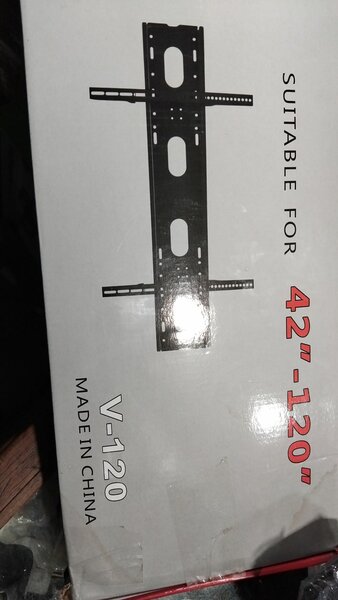 SUITABLE FOR 42"-120"
V-120
MADE IN CHINA